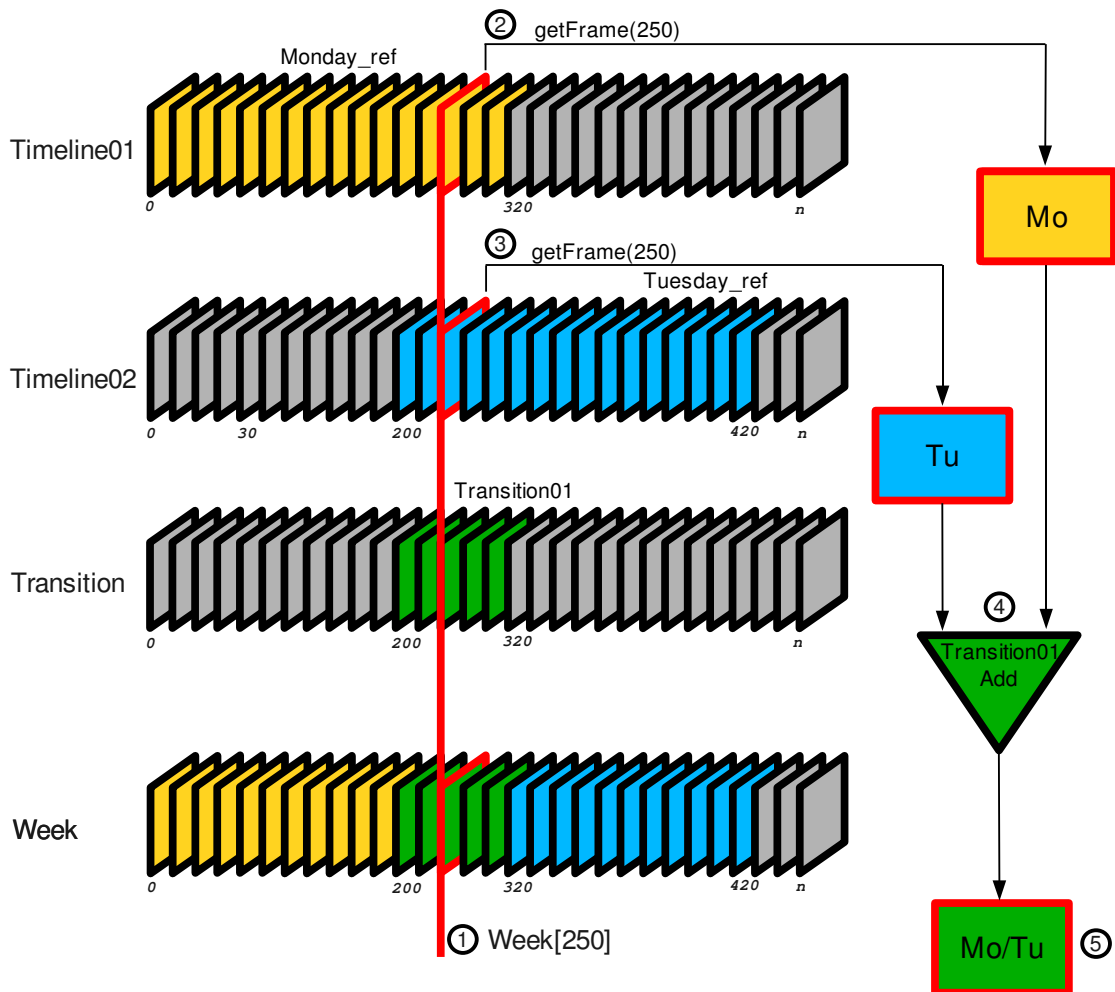 ② getFrame(250)
Monday_ref
Timeline01
0 320 n
Mo
③ getFrame(250)
Tuesday_ref
Timeline02
0 30 200 420 n
Tu
Transition01
Transition
0 200 320 n
④
Transition01
Add
Week
0 200 320 420 n
① Week[250]
Mo/Tu ⑤